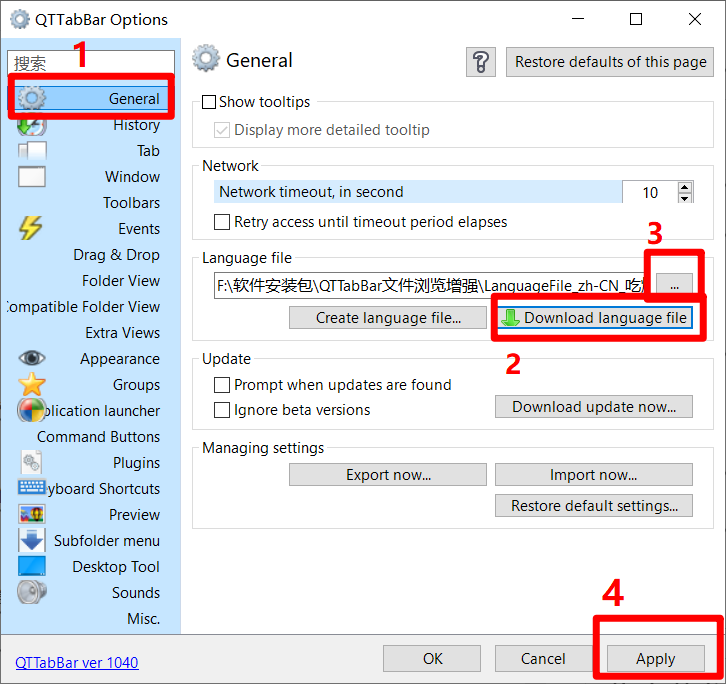 QTTabBar Options
1
搜索
General
History
Tab
Window
Toolbars
Events
Drag & Drop
Folder View
Compatible Folder View
Extra Views
Appearance
Groups
plication launcher
Command Buttons
Plugins
yboard Shortcuts
Preview
Subfolder menu
Desktop Tool
Sounds
Misc.
General
?
Restore defaults of this page
Show tooltips
Display more detailed tooltip
Network
Network timeout, in second 10
Retry access until timeout period elapses
3
Language file
F:\软件安装包\QTTabBar文件浏览增强\LanguageFile_zh-CN_吃 ...
Create language file... Download language file
2
Update
Prompt when updates are found
Ignore beta versions
Download update now...
Managing settings
Export now... Import now...
Restore default settings...
4
QTTabBar ver 1040
OK Cancel Apply